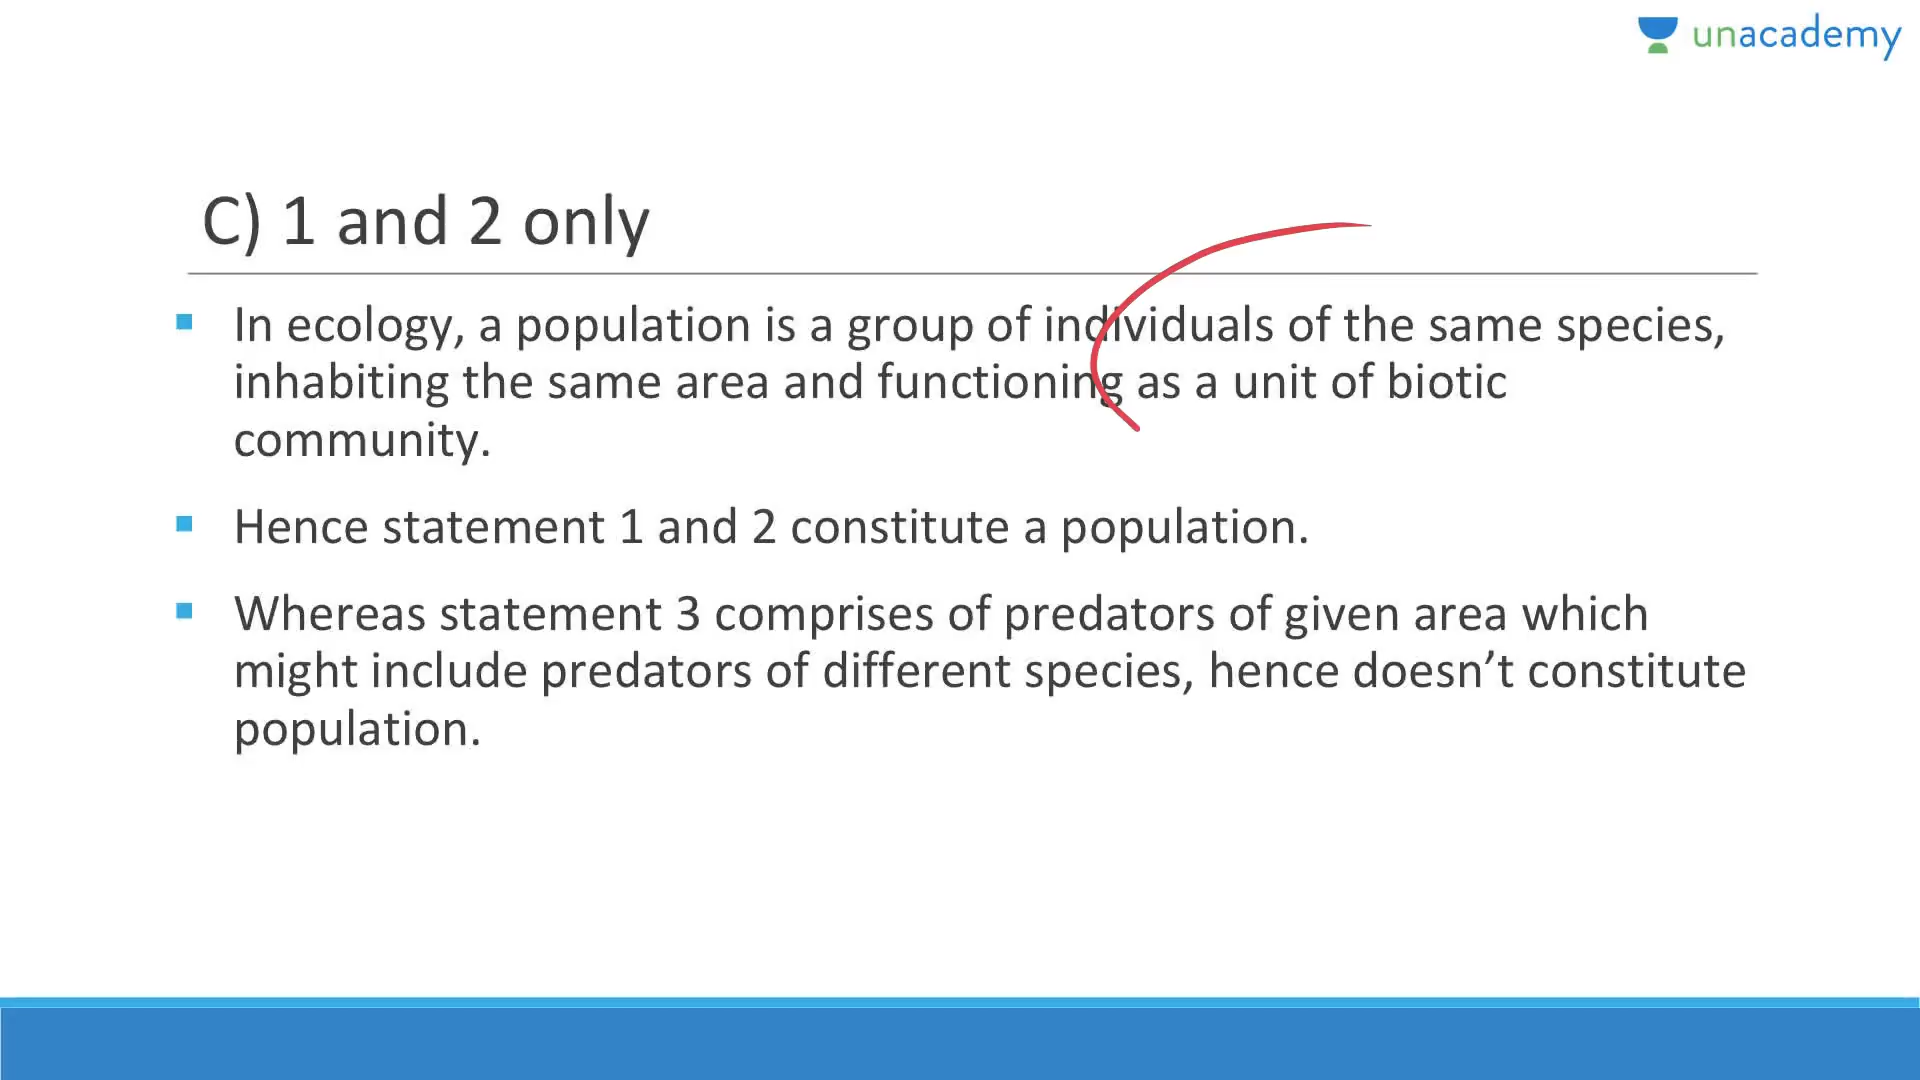 unacademy
C) 1 and 2 only
▪ In ecology, a population is a group of individuals of the same species,
inhabiting the same area and functioning as a unit of biotic
community.
▪ Hence statement 1 and 2 constitute a population.
▪ Whereas statement 3 comprises of predators of given area which
might include predators of different species, hence doesn’t constitute
population.